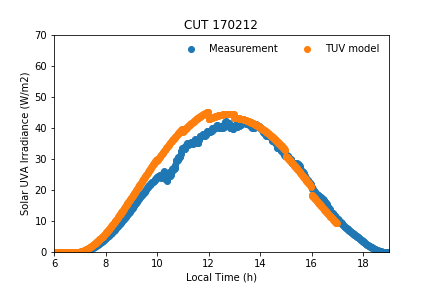 CUT 170212
Measurement TUV model
Solar UVA Irradiance (W/m2)
70
60
50
40
30
20
10
0
6 8 10 12 14 16 18
Local Time (h)